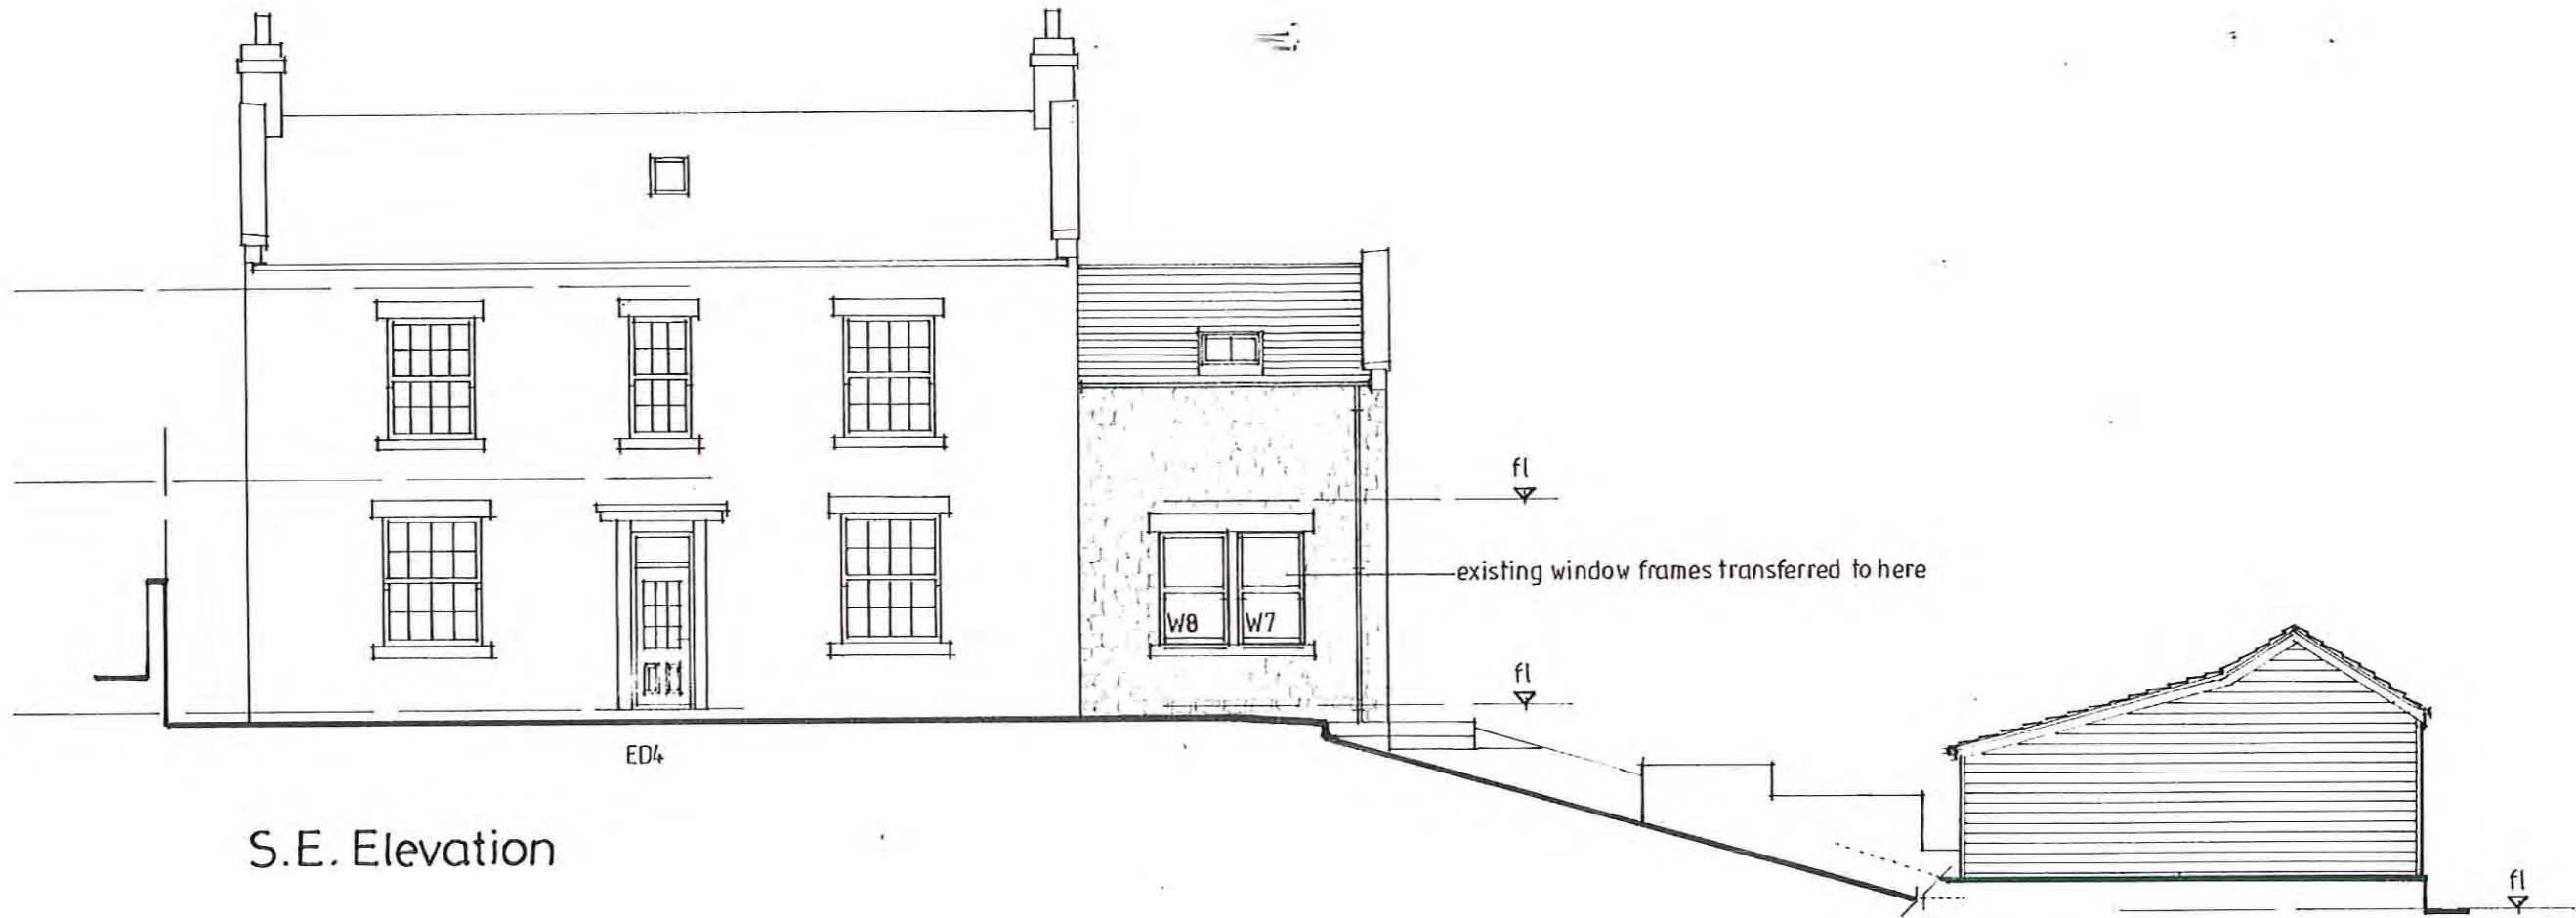 fl
existing window frames transferred to here
W8 W7
fl
ED4
S.E. Elevation
fl